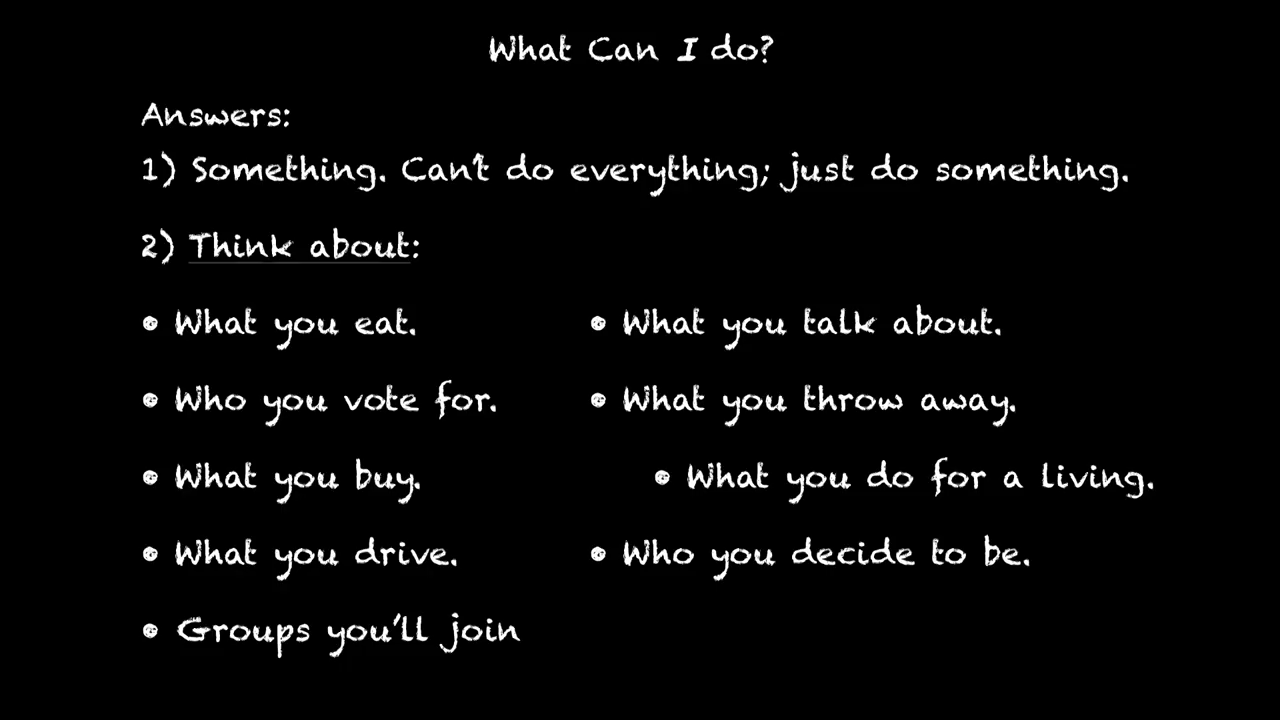 What Can I do?
Answers:
1) Something. Can't do everything; just do something.
2) Think about:
• What you eat.
• What you talk about.
• Who you vote for.
• What you throw away.
• What you buy.
• What you do for a living.
• What you drive.
• Who you decide to be.
• Groups you'll join